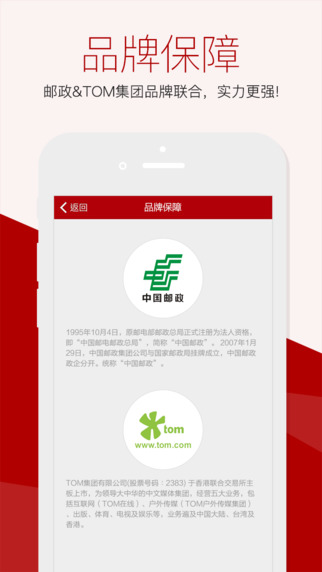 品牌保障
邮政&TOM集团品牌联合，实力更强!
返回
品牌保障
中国邮政
1995年10月4日，原邮电部邮政总局正式注册为法人资格，
即“中国邮电邮政总局”，简称“中国邮政”。 2007年1月
29日，中国邮政集团公司与国家邮政局挂牌成立，中国邮政
政企分开。统称“中国邮政”。
tom
www.tom.com
TOM集团有限公司(股票号码：2383) 于香港联合交易所主
板上市，为领导大中华的中文媒体集团，经营五大业务，包
括互联网（TOM在线）、户外传媒（TOM户外传媒集团）
、出版、体育、电视及娱乐等，业务遍及中国大陆、台湾及
香港。